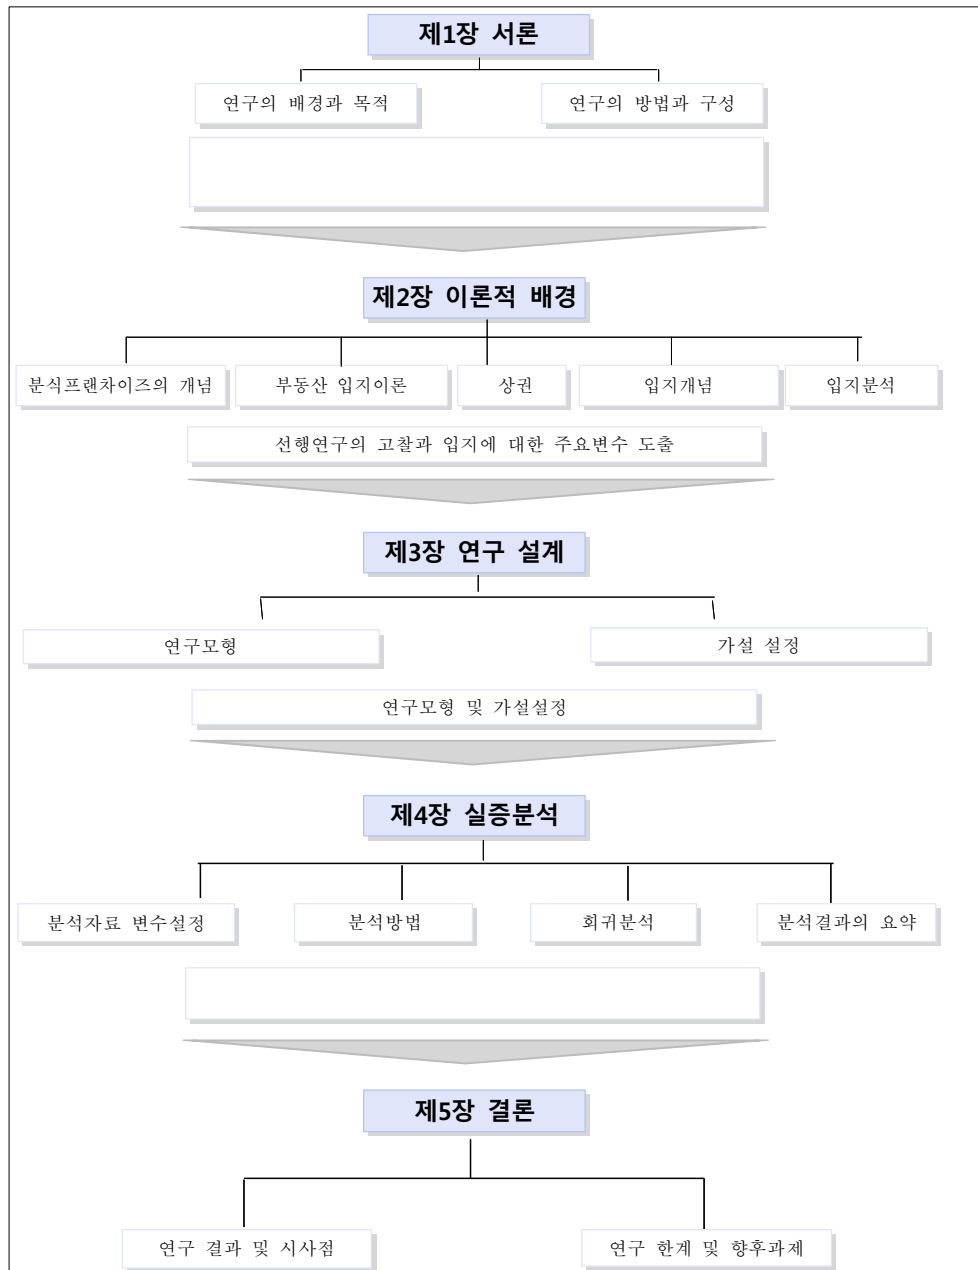 제1장 서론
연구의 배경과 목적
연구의 방법과 구성
제2장 이론적 배경
분식프랜차이즈의 개념
부동산 입지이론
상권
입지개념
입지분석
선행연구의 고찰과 입지에 대한 주요변수 도출
제3장 연구 설계
연구모형
가설 설정
연구모형 및 가설설정
제4장 실증분석
분석자료 변수설정
분석방법
회귀분석
분석결과의 요약
제5장 결론
연구 결과 및 시사점
연구 한계 및 향후과제